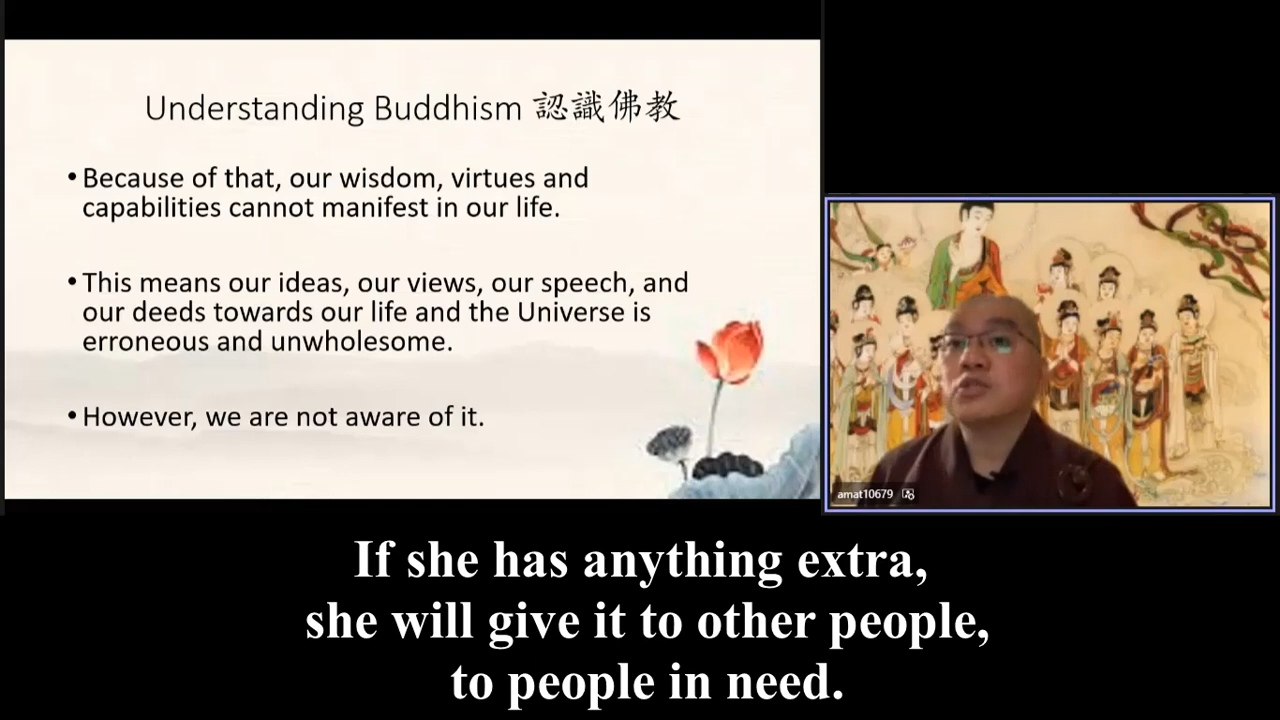 Understanding Buddhism 認識佛教
•Because of that, our wisdom, virtues and
capabilities cannot manifest in our life.
•This means our ideas, our views, our speech, and
our deeds towards our life and the Universe is
erroneous and unwholesome.
•However, we are not aware of it.
amat10679
If she has anything extra,
she will give it to other people,
to people in need.